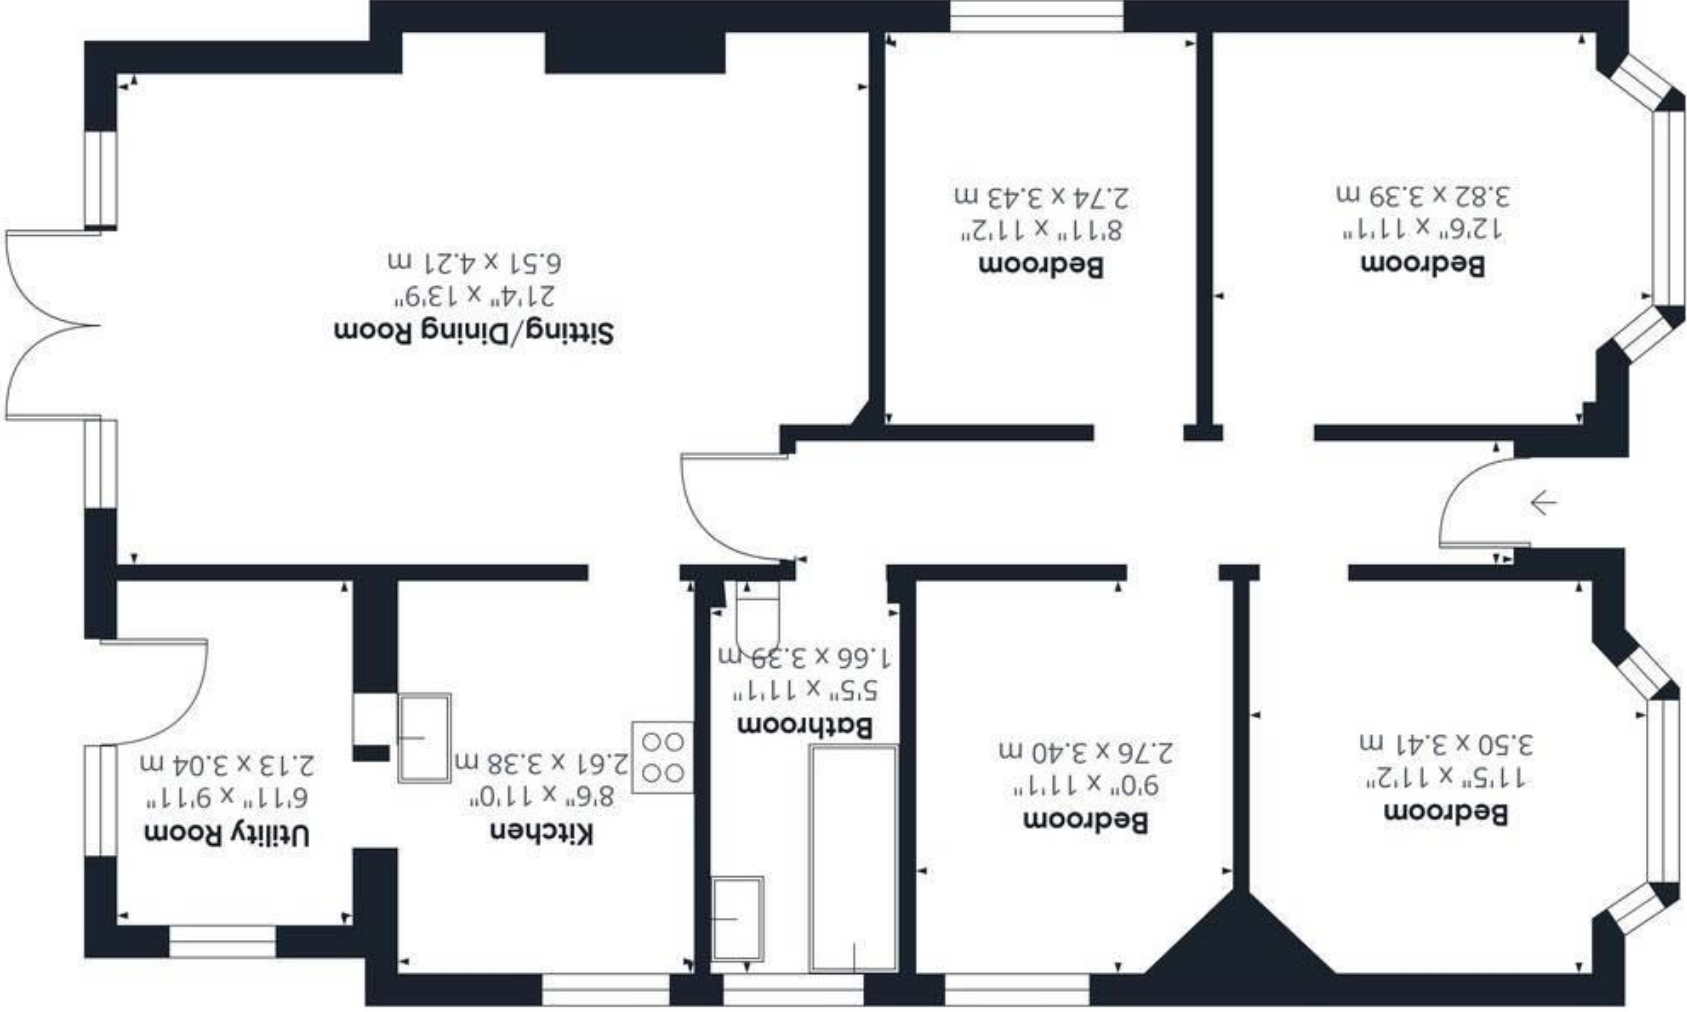 Bedroom
11'5" x 11'2"
3.50 x 3.41 m
Bedroom
9'0" x 11'1"
2.76 x 3.40 m
Bathroom
5'5" x 11'1"
1.66 x 3.39 m
Kitchen
8'6" x 11'0"
2.61 x 3.38 m
Utility Room
6'11" x 9'11"
2.13 x 3.04 m
Bedroom
12'6" x 11'1"
3.82 x 3.39 m
Bedroom
8'11" x 11'2"
2.74 x 3.43 m
Sitting/Dining Room
21'4" x 13'9"
6.51 x 4.21 m